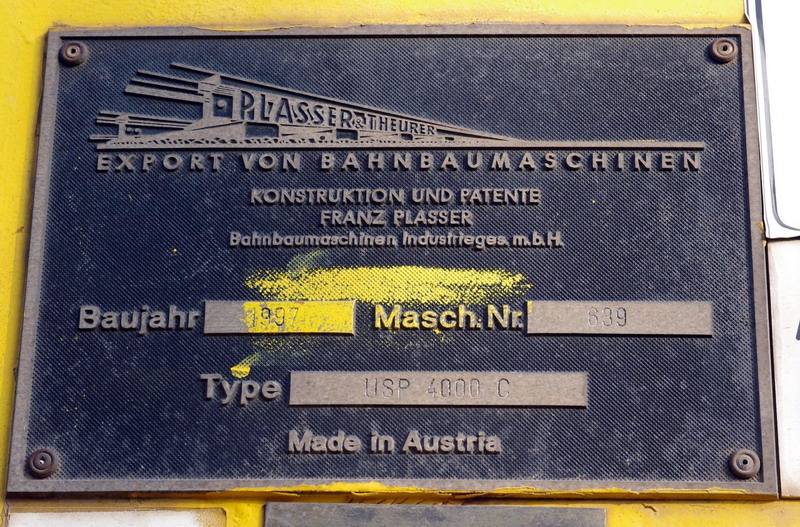 PLASSER & THEURER
EXPORT VON BAHNBAUMASCHINEN
KONSTRUKTION UND PATENTE
FRANZ PLASSER
Bahnbaumaschinen, Industrieges. m.b.H.
Baujahr 1997 Masch.Nr. 639
Type USP 4000 C
Made in Austria